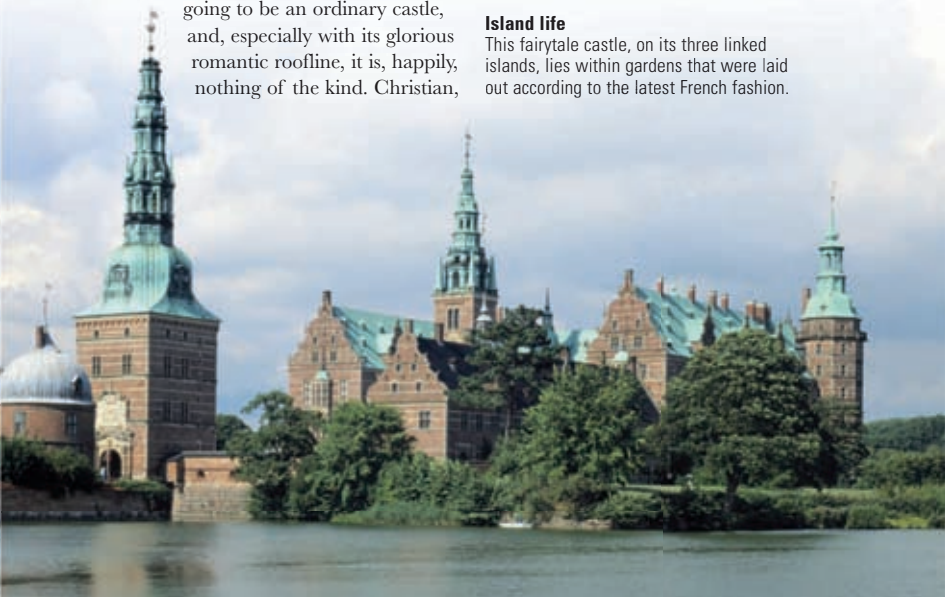 going to be an ordinary castle,
and, especially with its glorious
romantic roofline, it is, happily,
nothing of the kind. Christian,
Island life
This fairytale castle, on its three linked
islands, lies within gardens that were laid
out according to the latest French fashion.